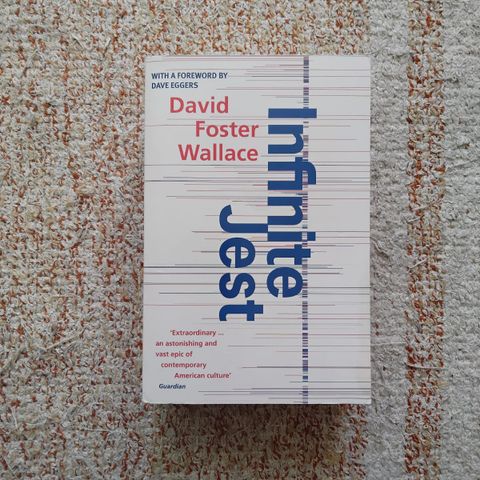 WITH A FOREWORD BY
DAVE EGGERS
David
Foster
Wallace
Infinite
Jest
'Extraordinary ...
an astonishing and
vast epic of
contemporary
American culture'
Guardian